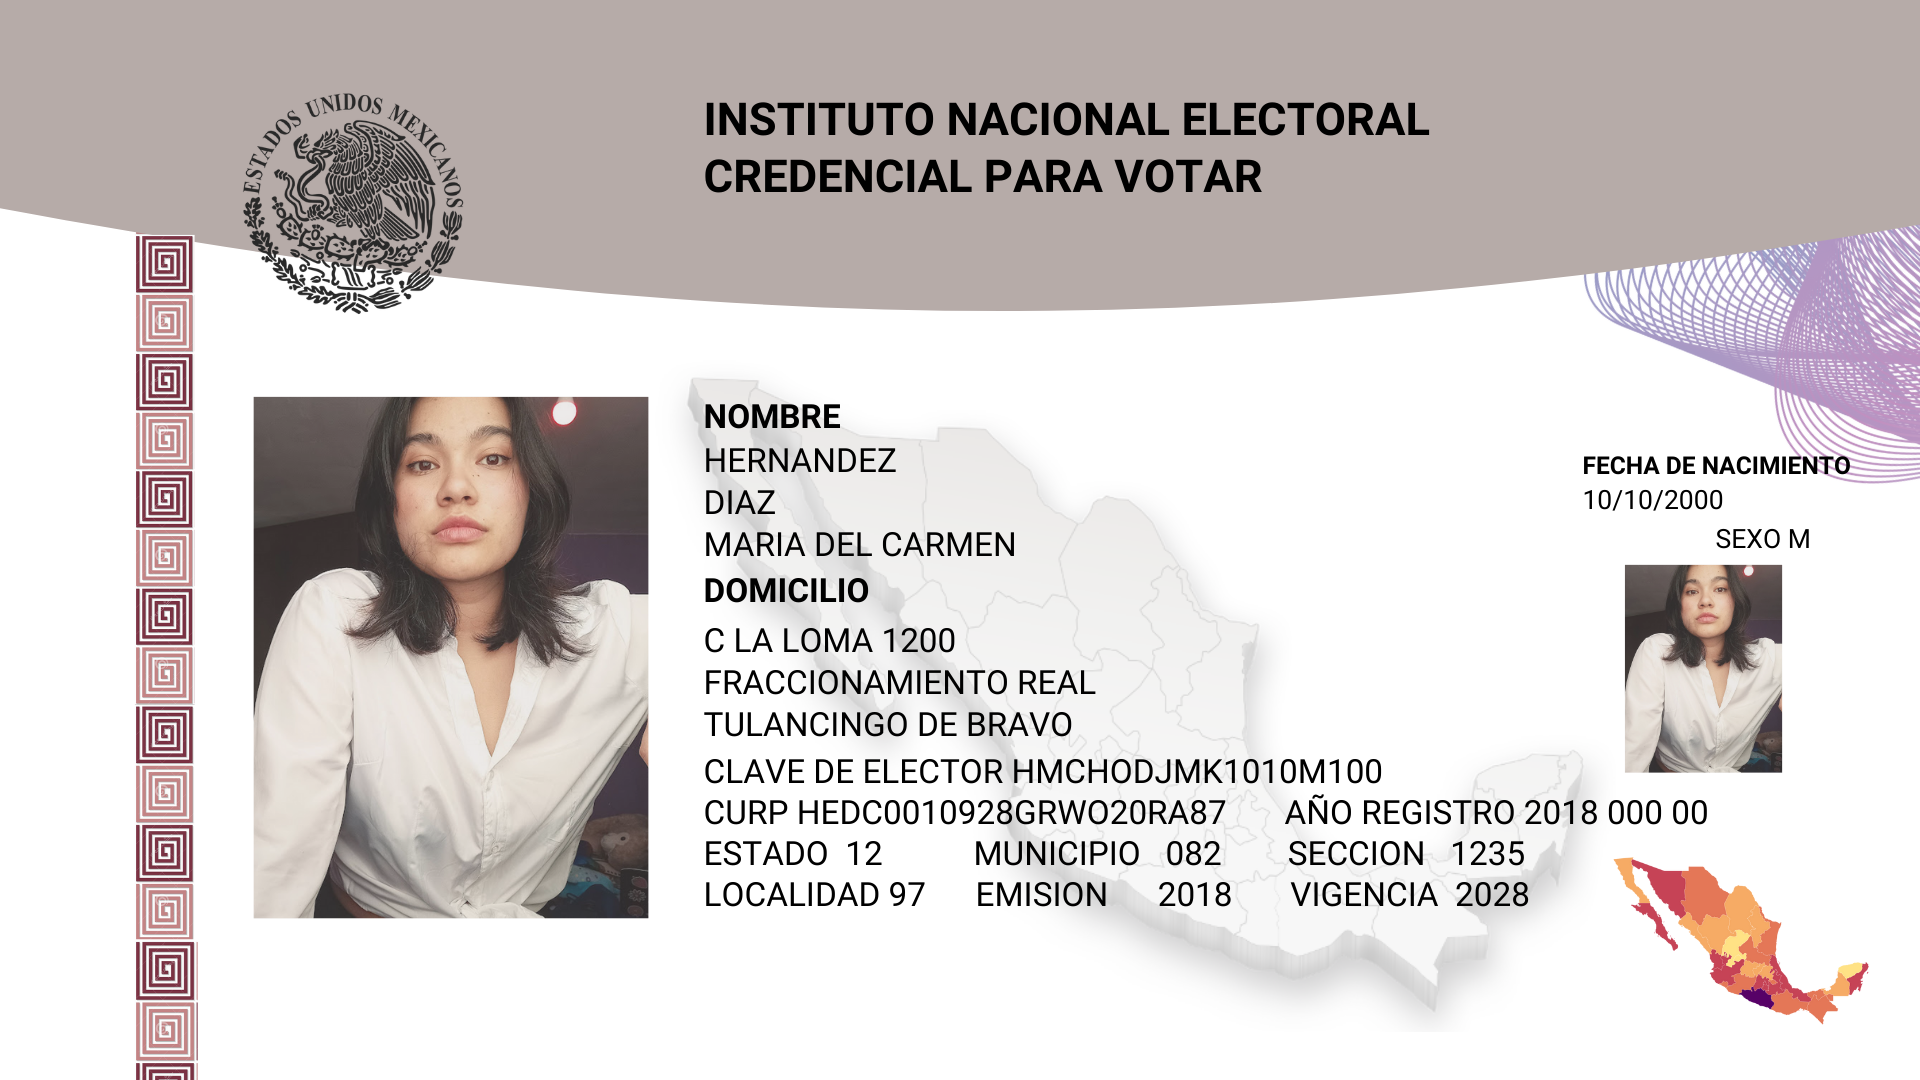 ESTADOS UNIDOS MEXICANOS
INSTITUTO NACIONAL ELECTORAL
CREDENCIAL PARA VOTAR
NOMBRE
HERNANDEZ
DIAZ
MARIA DEL CARMEN
FECHA DE NACIMIENTO
10/10/2000
SEXO M
DOMICILIO
C LA LOMA 1200
FRACCIONAMIENTO REAL
TULANCINGO DE BRAVO
CLAVE DE ELECTOR HMCHODJMK1010M100
CURP HEDC0010928GRWO20RA87 AÑO REGISTRO 2018 000 00
ESTADO 12 MUNICIPIO 082 SECCION 1235
LOCALIDAD 97 EMISION 2018 VIGENCIA 2028